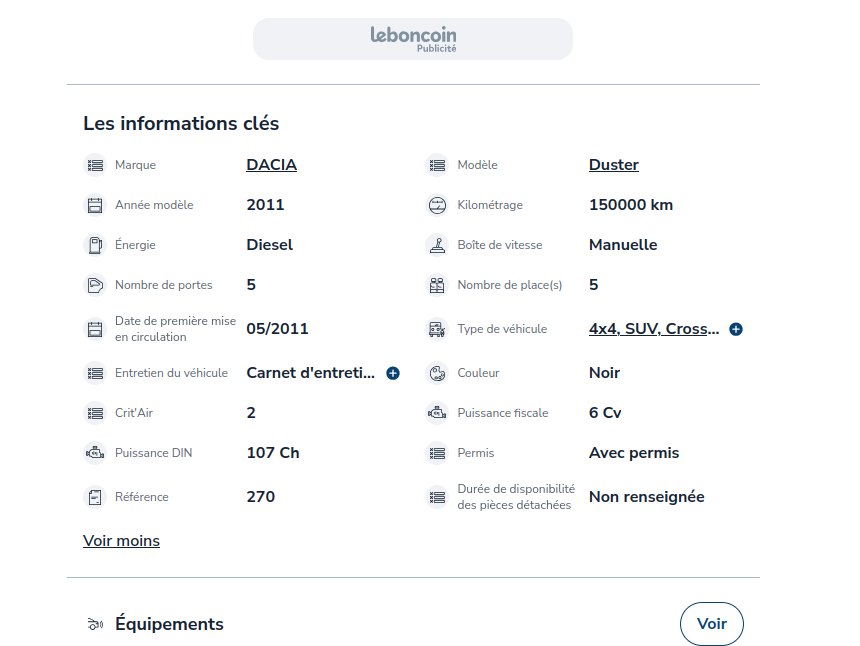 leboncoin
Publicité
Les informations clés
Marque DACIA Modèle Duster
Année modèle 2011 Kilométrage 150000 km
Énergie Diesel Boîte de vitesse Manuelle
Nombre de portes 5 Nombre de place(s) 5
Date de première mise
en circulation 05/2011 Type de véhicule 4x4, SUV, Cross...
Entretien du véhicule Carnet d'entreti... Couleur Noir
Crit'Air 2 Puissance fiscale 6 Cv
Puissance DIN 107 Ch Permis Avec permis
Référence 270 Durée de disponibilité
des pièces détachées Non renseignée
Voir moins
Équipements Voir